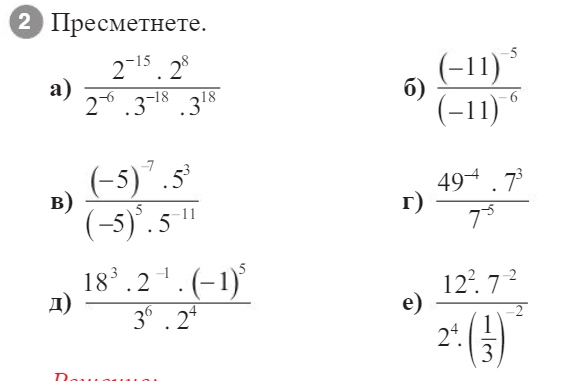 2 Пресметнете.
а) \frac{2^{-15} . 2^{8}}{2^{-6} . 3^{-18} . 3^{18}}
б) \frac{(-11)^{-5}}{(-11)^{-6}}
в) \frac{(-5)^{-7} . 5^{3}}{(-5)^{5} . 5^{-11}}
г) \frac{49^{-4} . 7^{3}}{7^{-5}}
д) \frac{18^{3} . 2^{-1} . (-1)^{5}}{3^{6} . 2^{4}}
е) \frac{12^{2} . 7^{-2}}{2^{4} . \left(\frac{1}{3}\right)^{-2}}